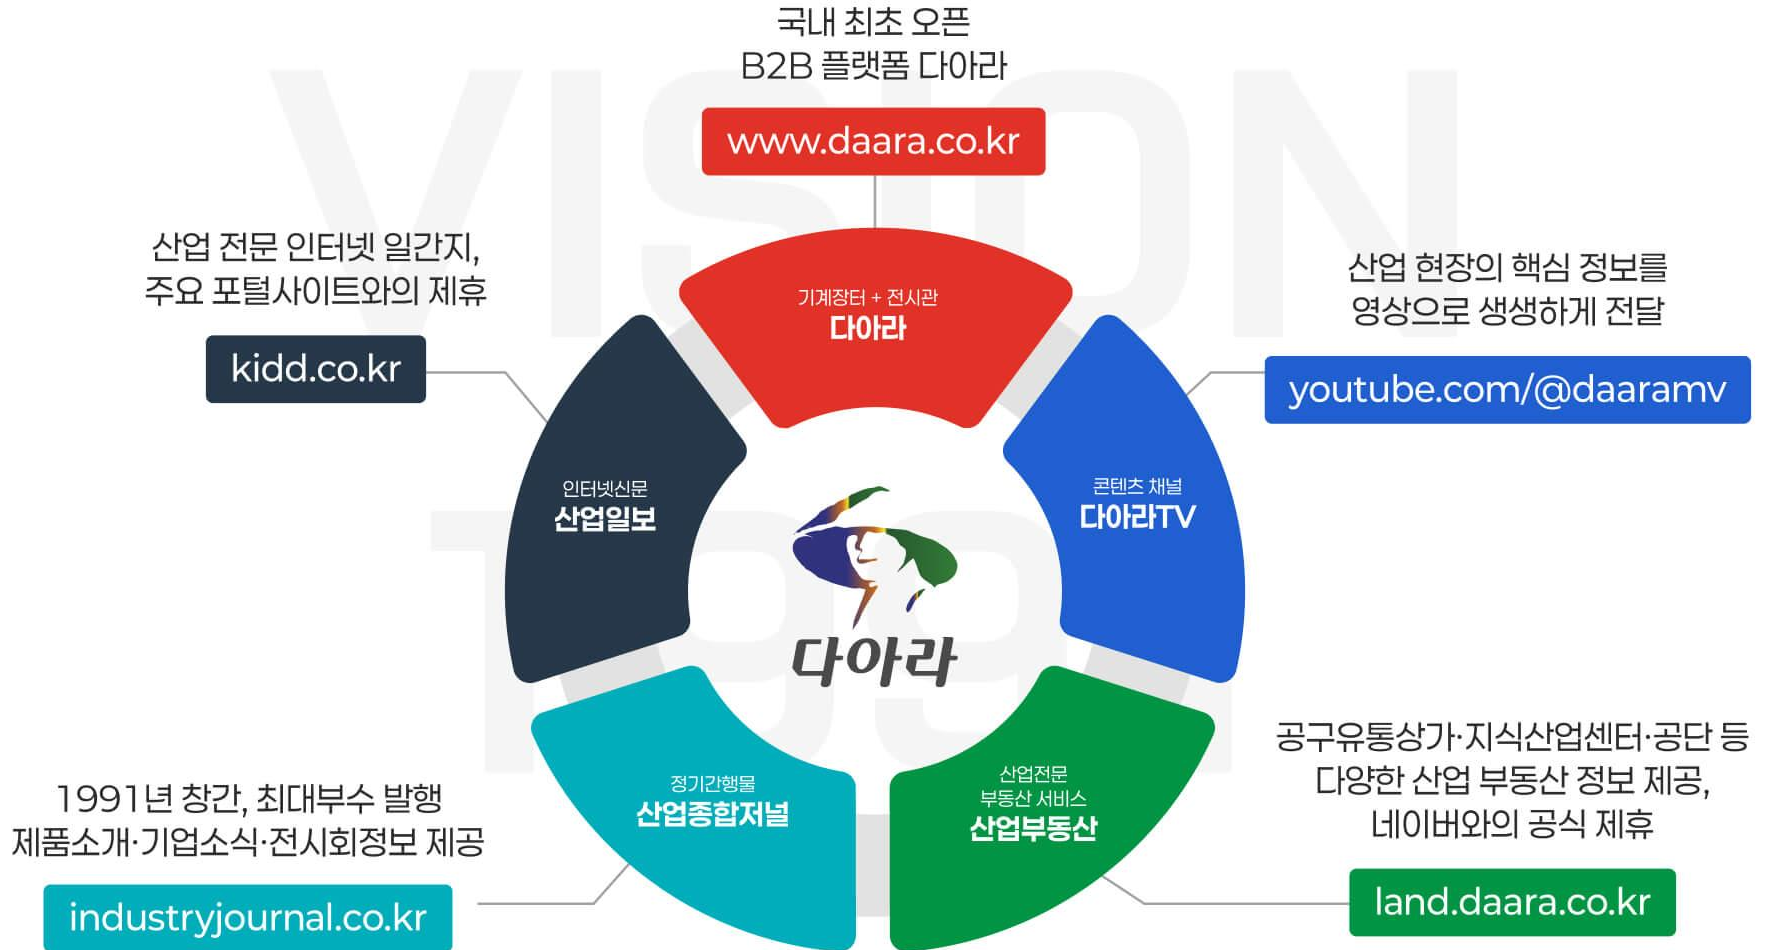 VISION
1991
국내 최초 오픈
B2B 플랫폼 다아라
www.daara.co.kr
기계장터 + 전시관
다아라
산업 전문 인터넷 일간지,
주요 포털사이트와의 제휴
kidd.co.kr
인터넷신문
산업일보
산업 현장의 핵심 정보를
영상으로 생생하게 전달
youtube.com/@daaramv
콘텐츠 채널
다아라TV
다아라
1991년 창간, 최대부수 발행
제품소개·기업소식·전시회정보 제공
industryjournal.co.kr
정기간행물
산업종합저널
산업전문
부동산 서비스
산업부동산
공구유통상가·지식산업센터·공단 등
다양한 산업 부동산 정보 제공,
네이버와의 공식 제휴
land.daara.co.kr